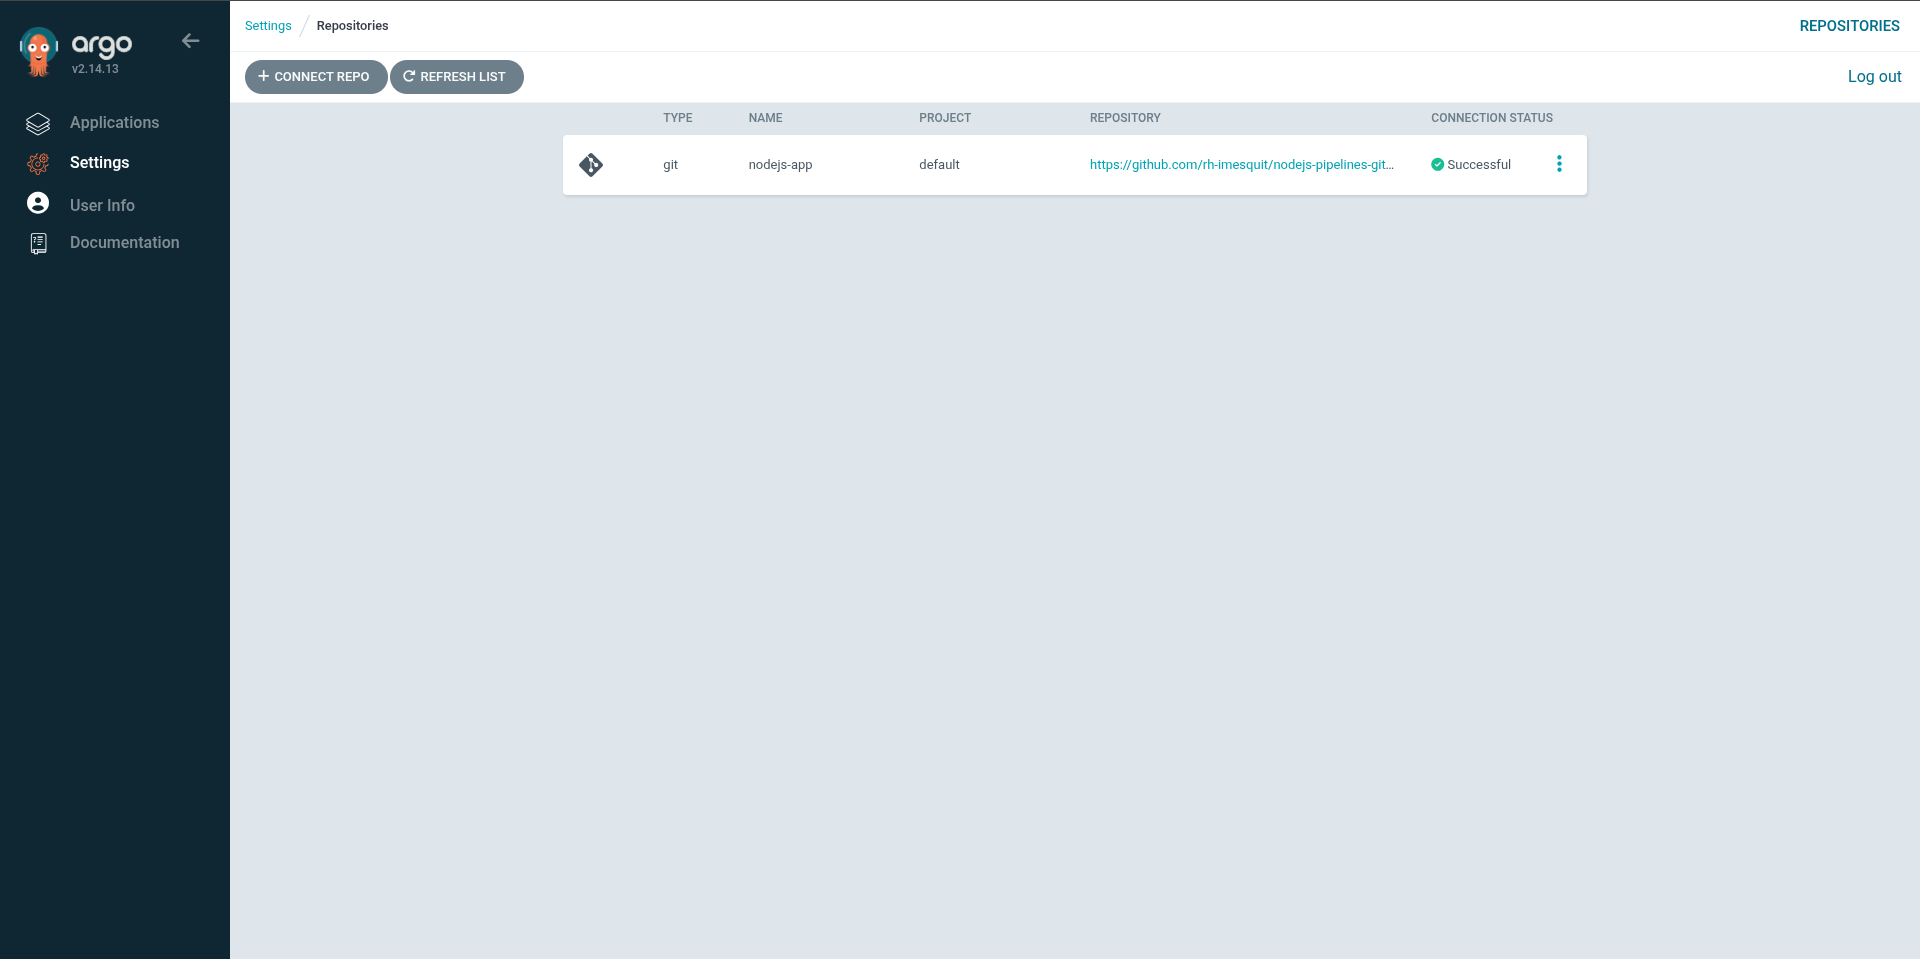 argo
v2.14.13
Applications
Settings
User Info
Documentation
Settings / Repositories
REPOSITORIES
CONNECT REPO
REFRESH LIST
Log out
TYPE NAME PROJECT REPOSITORY CONNECTION STATUS
git nodejs-app default https://github.com/rh-imesquit/nodejs-pipelines-git... Successful